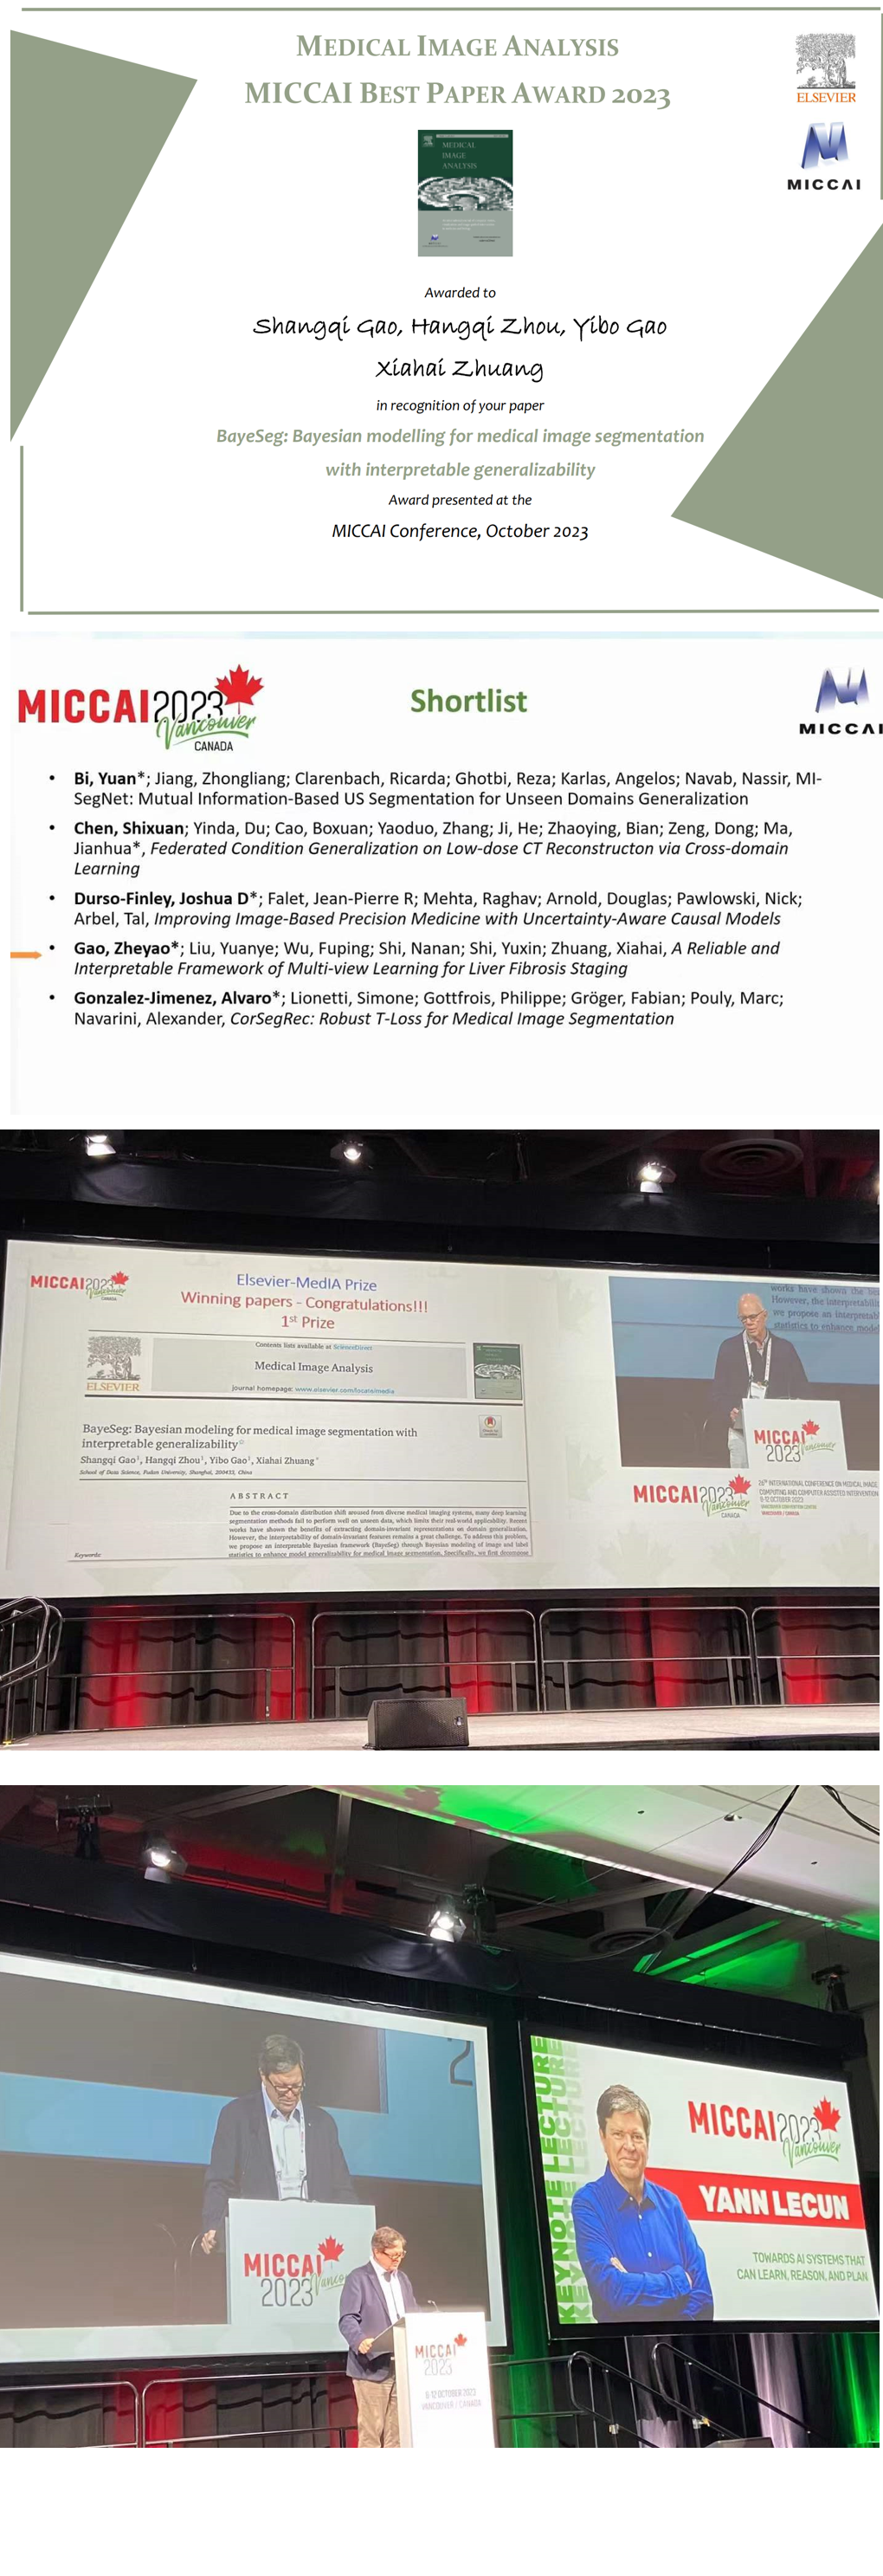 MEDICAL IMAGE ANALYSIS
MICCAI BEST PAPER AWARD 2023
ELSEVIER
MICCAI
MEDICAL
IMAGE
ANALYSIS
Awarded to
Shangqi Gao, Hangqi Zhou, Yibo Gao
Xiahai Zhuang
in recognition of your paper
BayeSeg: Bayesian modelling for medical image segmentation
with interpretable generalizability
Award presented at the
MICCAI Conference, October 2023
MICCAI2023
Vancouver
CANADA
Shortlist
MICCAI
• Bi, Yuan*; Jiang, Zhongliang; Clarenbach, Ricarda; Ghotbi, Reza; Karlas, Angelos; Navab, Nassir, MI-
SegNet: Mutual Information-Based US Segmentation for Unseen Domains Generalization
• Chen, Shixuan; Yinda, Du; Cao, Boxuan; Yaoduo, Zhang; Ji, He; Zhaoying, Bian; Zeng, Dong; Ma,
Jianhua*, Federated Condition Generalization on Low-dose CT Reconstructon via Cross-domain
Learning
• Durso-Finley, Joshua D*; Falet, Jean-Pierre R; Mehta, Raghav; Arnold, Douglas; Pawlowski, Nick;
Arbel, Tal, Improving Image-Based Precision Medicine with Uncertainty-Aware Causal Models
• Gao, Zheyao*; Liu, Yuanye; Wu, Fuping; Shi, Nanan; Shi, Yuxin; Zhuang, Xiahai, A Reliable and
Interpretable Framework of Multi-view Learning for Liver Fibrosis Staging
• Gonzalez-Jimenez, Alvaro*; Lionetti, Simone; Gottfrois, Philippe; Gröger, Fabian; Pouly, Marc;
Navarini, Alexander, CorSegRec: Robust T-Loss for Medical Image Segmentation
MICCAI2023
Vancouver
CANADA
Elsevier-MedIA Prize
Winning papers - Congratulations!!!
1st Prize
Contents lists available at ScienceDirect
Medical Image Analysis
journal homepage: www.elsevier.com/locate/media
ELSEVIER
BayeSeg: Bayesian modeling for medical image segmentation with
interpretable generalizability
Shangqi Gao1, Hangqi Zhou1, Yibo Gao1, Xiahai Zhuang*
School of Data Science, Fudan University, Shanghai, 200433, China
ABSTRACT
Due to the cross-domain distribution shift aroused from diverse medical imaging systems, many deep learning
segmentation methods fail to perform well on unseen data, which limits their real-world applicability. Recent
works have shown the benefits of extracting domain-invariant representations on domain generalization.
However, the interpretability of domain-invariant features remains a great challenge. To address this problem,
we propose an interpretable Bayesian framework (BayeSeg) through Bayesian modeling of image and label
statistics to enhance model generalizability for medical image segmentation. Specifically, we first decompose
Keywords:
works have shown the
However, the interpretabili
we propose an interpretab
statistics to enhance model
MICCAI
2023
Vancouver
MICCAI2023
Vancouver
CANADA
26TH INTERNATIONAL CONFERENCE ON MEDICAL IMAGE
COMPUTING AND COMPUTER ASSISTED INTERVENTION
8-12 OCTOBER 2023
VANCOUVER CONVENTION CENTRE
VANCOUVER / CANADA
2
MICCAI
2023
Vanco
KEYNOTE LECTURE
MICCAI2023
Vancouver
YANN LECUN
TOWARDS AI SYSTEMS THAT
CAN LEARN, REASON, AND PLAN
MICCAI
2023
8-12 OCTOBER 2023
VANCOUVER / CANADA